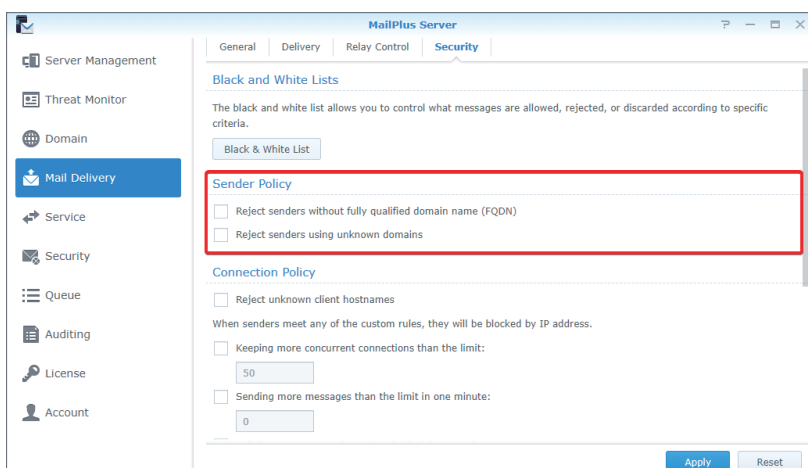 MailPlus Server
General
Delivery
Relay Control
Security
Server Management
Threat Monitor
Domain
Mail Delivery
Service
Security
Queue
Auditing
License
Account
Black and White Lists
The black and white list allows you to control what messages are allowed, rejected, or discarded according to specific
criteria.
Black & White List
Sender Policy
Reject senders without fully qualified domain name (FQDN)
Reject senders using unknown domains
Connection Policy
Reject unknown client hostnames
When senders meet any of the custom rules, they will be blocked by IP address.
Keeping more concurrent connections than the limit:
50
Sending more messages than the limit in one minute:
0
Apply
Reset